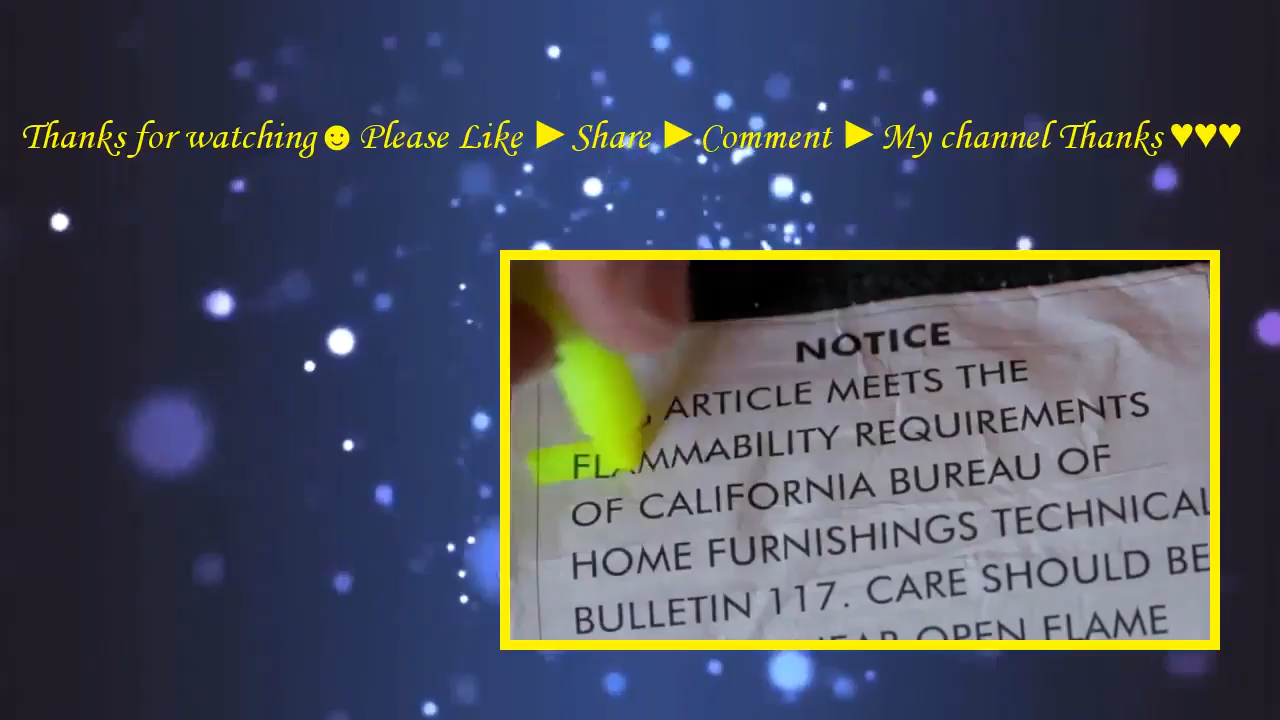 Thanks for watching☻Please Like ► Share ►Comment ►My channel Thanks ♥♥♥
NOTICE
ARTICLE MEETS THE
FLAMMABILITY REQUIREMENTS
OF CALIFORNIA BUREAU OF
HOME FURNISHINGS TECHNICAL
BULLETIN 117. CARE SHOULD BE
OPEN FLAME